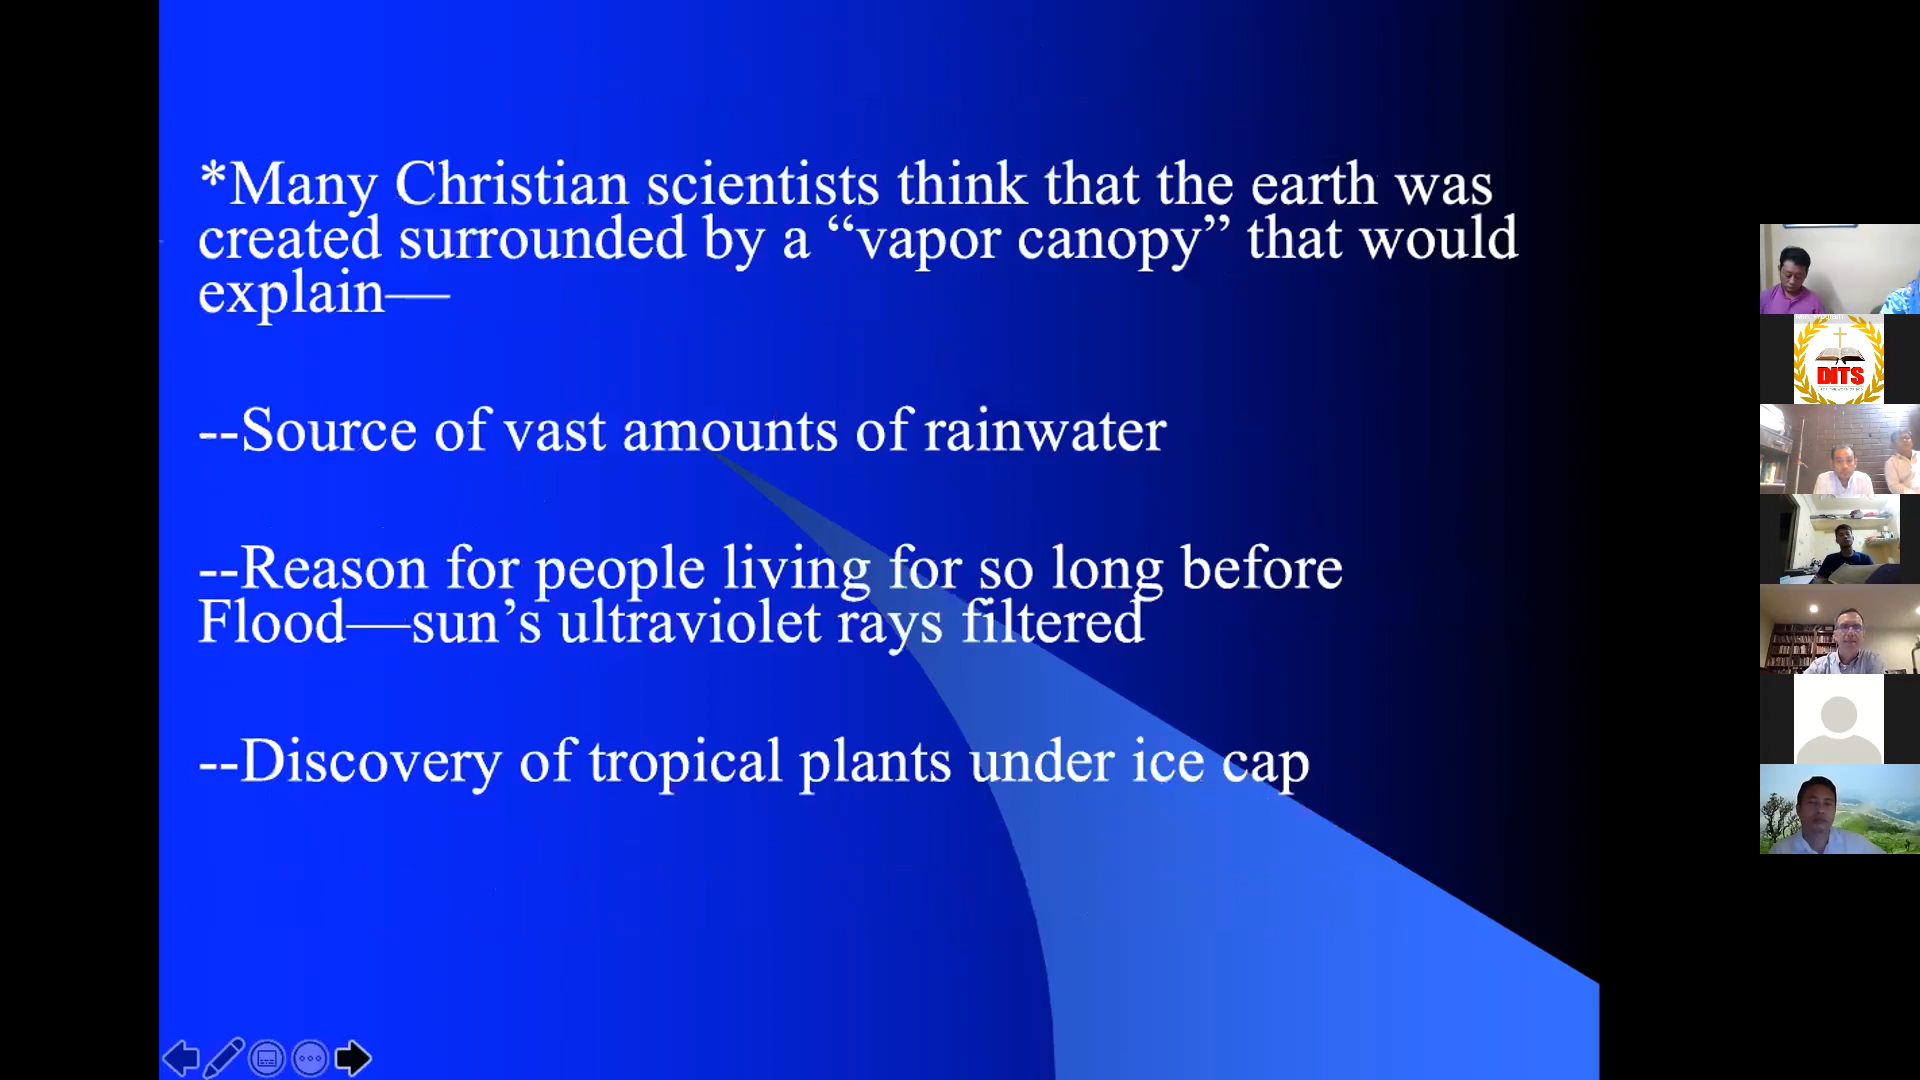 *Many Christian scientists think that the earth was
created surrounded by a “vapor canopy” that would
explain—
--Source of vast amounts of rainwater
--Reason for people living for so long before
Flood—sun’s ultraviolet rays filtered
--Discovery of tropical plants under ice cap
DITS